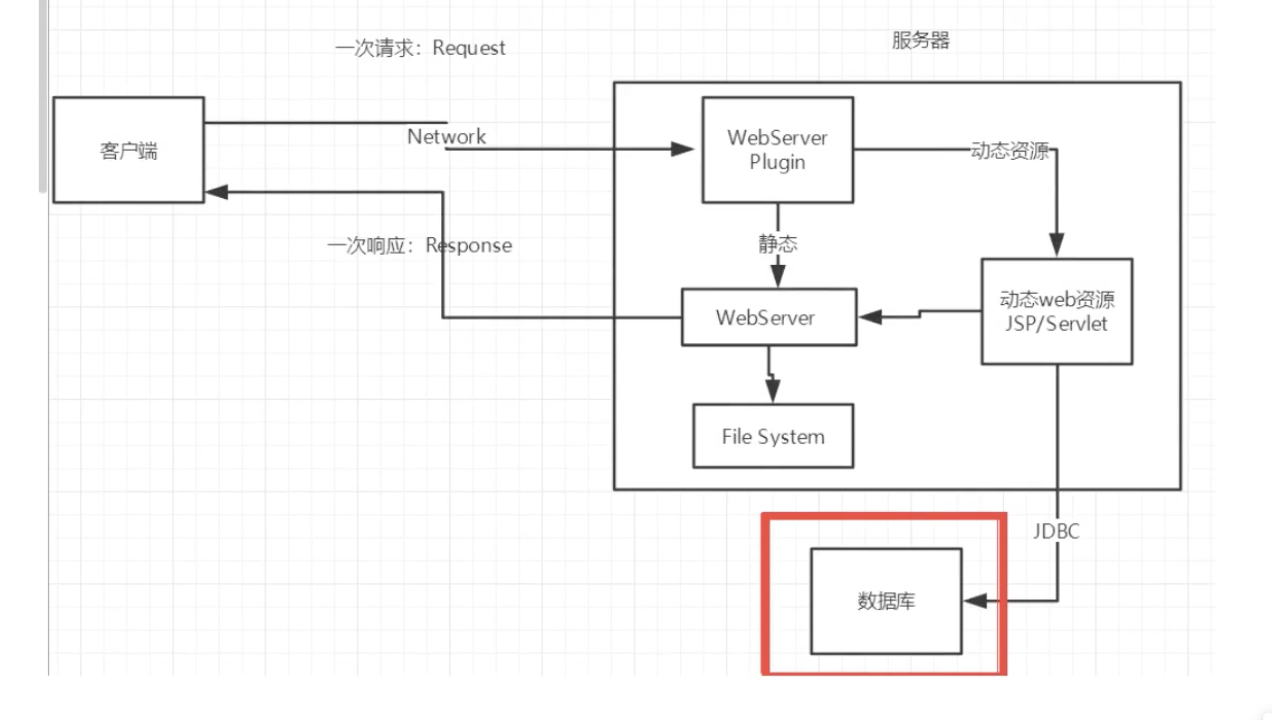 一次请求：Request
服务器
客户端
Network
WebServer
Plugin
动态资源
一次响应：Response
静态
WebServer
动态web资源
JSP/Servlet
File System
JDBC
数据库